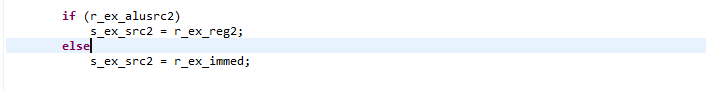 if (r_ex_alusrc2)
    s_ex_src2 = r_ex_reg2;
else
    s_ex_src2 = r_ex_immed;